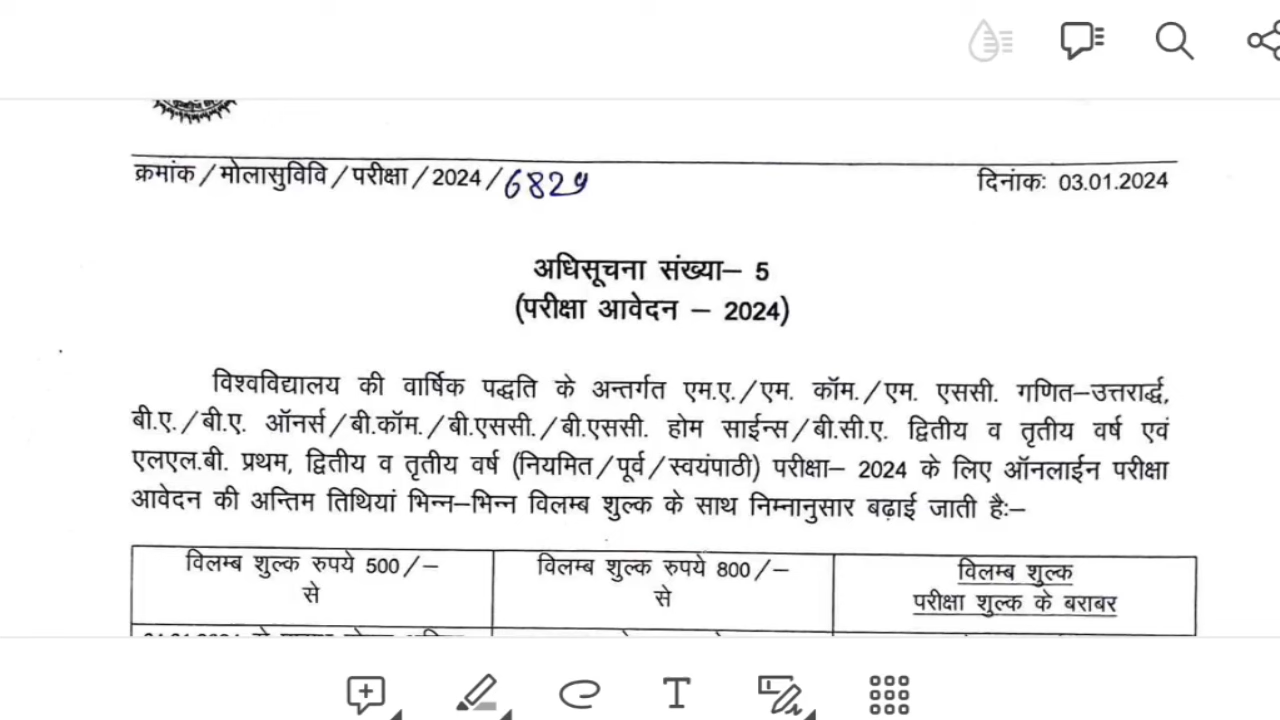 क्रमांक/मोलासुविवि/परीक्षा/2024/6829 दिनांकः 03.01.2024
अधिसूचना संख्या– 5
(परीक्षा आवेदन – 2024)
विश्वविद्यालय की वार्षिक पद्धति के अन्तर्गत एम.ए./एम. कॉम./एम. एससी. गणित–उत्तरार्द्ध,
बी.ए./बी.ए. ऑनर्स/बी.कॉम./बी.एससी./बी.एससी. होम साईन्स/बी.सी.ए. द्वितीय व तृतीय वर्ष एवं
एलएल.बी. प्रथम, द्वितीय व तृतीय वर्ष (नियमित/पूर्व/स्वयंपाठी) परीक्षा– 2024 के लिए ऑनलाईन परीक्षा
आवेदन की अन्तिम तिथियां भिन्न–भिन्न विलम्ब शुल्क के साथ निम्नानुसार बढ़ाई जाती हैः–
विलम्ब शुल्क रुपये 500/– विलम्ब शुल्क रुपये 800/– विलम्ब शुल्क
से से परीक्षा शुल्क के बराबर
T